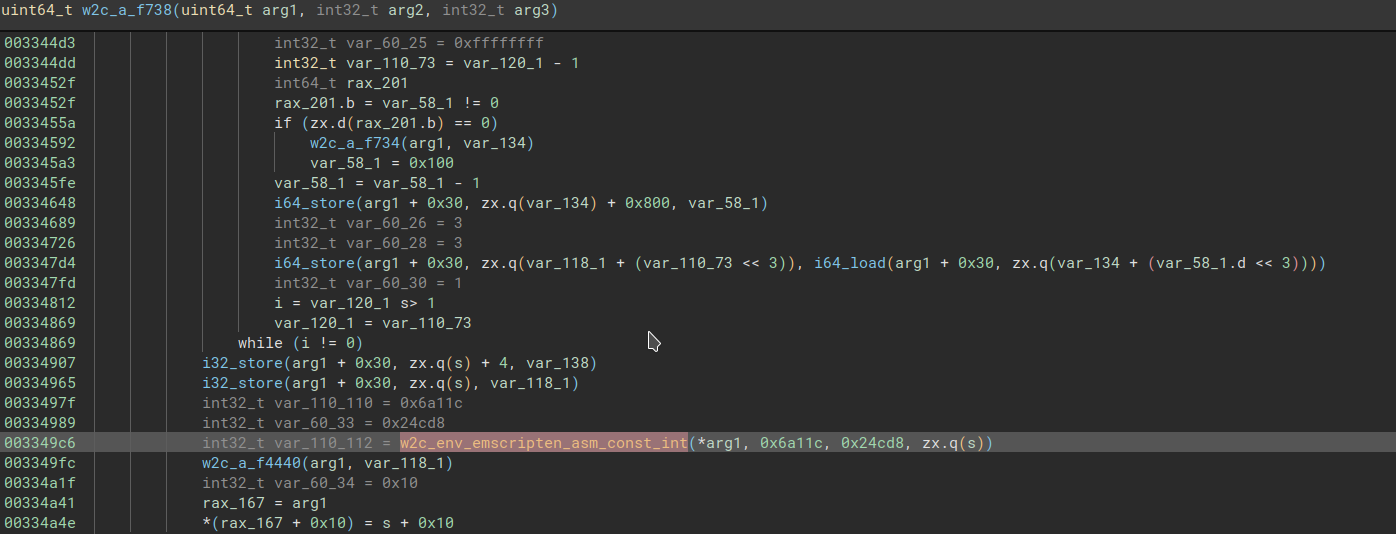 uint64_t w2c_a_f738(uint64_t arg1, int32_t arg2, int32_t arg3)
003344d3 int32_t var_60_25 = 0xffffffff
003344dd int32_t var_110_73 = var_120_1 - 1
0033452f int64_t rax_201
0033452f rax_201.b = var_58_1 != 0
0033455a if (zx.d(rax_201.b) == 0)
00334592 w2c_a_f734(arg1, var_134)
003345a3 var_58_1 = 0x100
003345fe var_58_1 = var_58_1 - 1
00334648 i64_store(arg1 + 0x30, zx.q(var_134) + 0x800, var_58_1)
00334689 int32_t var_60_26 = 3
00334726 int32_t var_60_28 = 3
003347d4 i64_store(arg1 + 0x30, zx.q(var_118_1 + (var_110_73 << 3)), i64_load(arg1 + 0x30, zx.q(var_134 + (var_58_1.d << 3))))
003347fd int32_t var_60_30 = 1
00334812 i = var_120_1 s> 1
00334869 var_120_1 = var_110_73
00334869 while (i != 0)
00334907 i32_store(arg1 + 0x30, zx.q(s) + 4, var_138)
00334965 i32_store(arg1 + 0x30, zx.q(s), var_118_1)
0033497f int32_t var_110_110 = 0x6a11c
00334989 int32_t var_60_33 = 0x24cd8
003349c6 int32_t var_110_112 = w2c_env_emscripten_asm_const_int(*arg1, 0x6a11c, 0x24cd8, zx.q(s))
003349fc w2c_a_f4440(arg1, var_118_1)
00334a1f int32_t var_60_34 = 0x10
00334a41 rax_167 = arg1
00334a4e *(rax_167 + 0x10) = s + 0x10